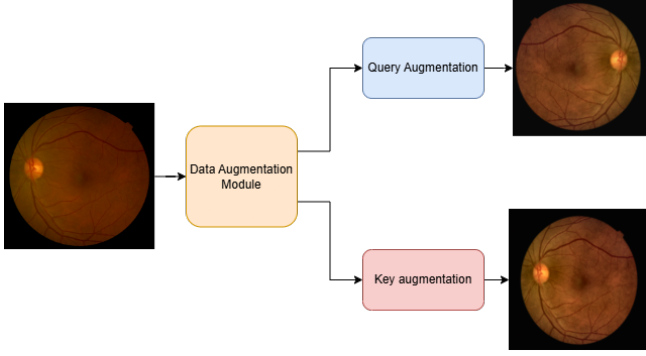 Query Augmentation
Data Augmentation
Module
Key augmentation